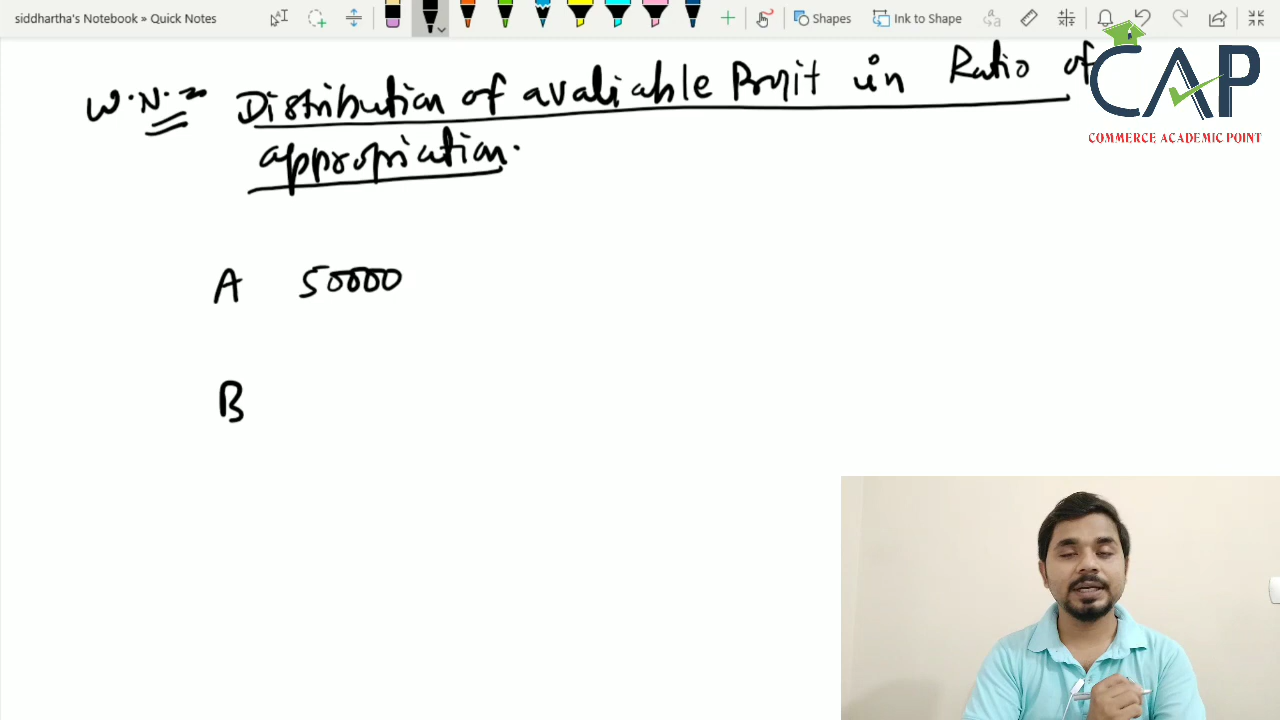 siddhartha's Notebook » Quick Notes
Shapes
Ink to Shape
W.N.=
Distribution of avaliable Profit in Ratio of
appropriation.
A 50000
B
CAP
COMMERCE ACADEMIC POINT